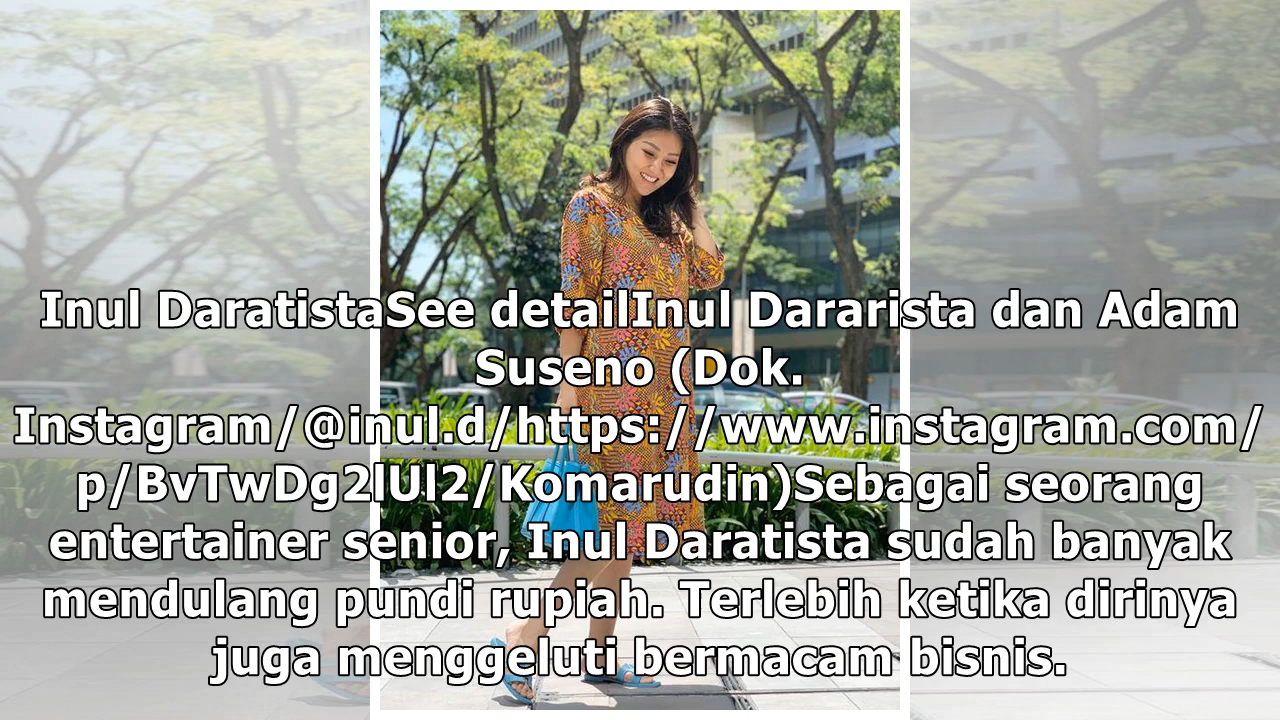 Inul DaratistaSee detailInul Dararista dan Adam
Suseno (Dok.
Instagram/@inul.d/https://www.instagram.com/
p/BvTwDg2lUl2/Komarudin)Sebagai seorang
entertainer senior, Inul Daratista sudah banyak
mendulang pundi rupiah. Terlebih ketika dirinya
juga menggeluti bermacam bisnis.